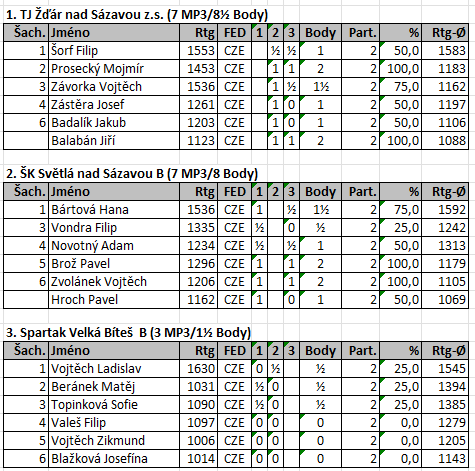 1. TJ Žďár nad Sázavou z.s. (7 MP3/8½ Body)
Šach. Jméno Rtg FED 1 2 3 Body Part. % Rtg-Ø
1 Šorf Filip 1553 CZE ½ ½ 1 2 50,0 1583
2 Prosecký Mojmír 1453 CZE 1 1 2 2 100,0 1183
3 Závorka Vojtěch 1536 CZE 1 ½ 1½ 2 75,0 1162
4 Zástěra Josef 1261 CZE 1 0 1 2 50,0 1197
6 Badalík Jakub 1203 CZE 1 0 1 2 50,0 1106
Balabán Jiří 1123 CZE 1 1 2 2 100,0 1088
2. ŠK Světlá nad Sázavou B (7 MP3/8 Body)
Šach. Jméno Rtg FED 1 2 3 Body Part. % Rtg-Ø
1 Bártová Hana 1536 CZE 1 ½ 1½ 2 75,0 1592
3 Vondra Filip 1335 CZE ½ 0 ½ 2 25,0 1242
4 Novotný Adam 1234 CZE ½ ½ 1 2 50,0 1313
5 Brož Pavel 1296 CZE 1 1 2 2 100,0 1179
6 Zvolánek Vojtěch 1206 CZE 1 1 2 2 100,0 1105
Hroch Pavel 1162 CZE 1 0 1 2 50,0 1069
3. Spartak Velká Bíteš B (3 MP3/1½ Body)
Šach. Jméno Rtg FED 1 2 3 Body Part. % Rtg-Ø
1 Vojtěch Ladislav 1630 CZE 0 ½ ½ 2 25,0 1545
2 Beránek Matěj 1031 CZE ½ 0 ½ 2 25,0 1394
3 Topinková Sofie 1090 CZE ½ 0 ½ 2 25,0 1385
4 Valeš Filip 1097 CZE 0 0 0 2 0,0 1279
5 Vojtěch Zikmund 1006 CZE 0 0 0 2 0,0 1205
6 Blažková Josefína 1014 CZE 0 0 0 2 0,0 1143